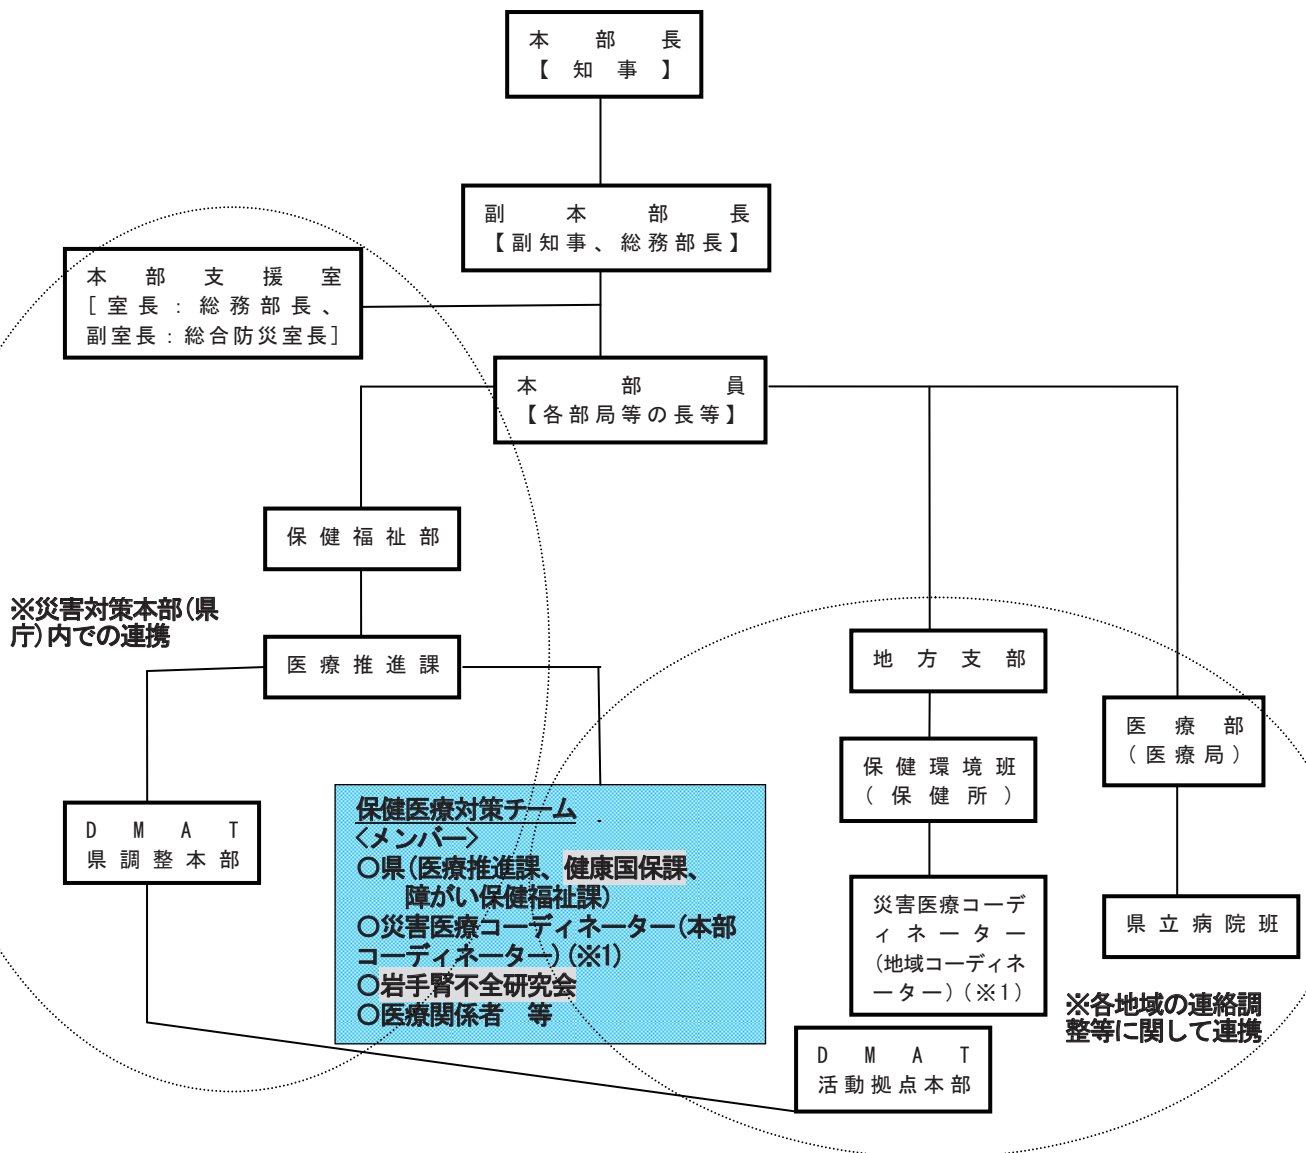 本部長
【知事】
副本部長
【副知事、総務部長】
本部支援室
[室長：総務部長、
副室長：総合防災室長]
本部員
【各部局等の長等】
保健福祉部
※災害対策本部(県
庁)内での連携
医療推進課
地方支部
医療部
(医療局)
保健環境班
(保健所)
DMAT
県調整本部
保健医療対策チーム
<メンバー>
○県(医療推進課、健康国保課、
障がい保健福祉課)
○災害医療コーディネーター(本部
コーディネーター)(※1)
○岩手腎不全研究会
○医療関係者　等
災害医療コーデ
ィネーター
(地域コーディネ
ーター)(※1)
県立病院班
※各地域の連絡調
整等に関して連携
DMAT
活動拠点本部